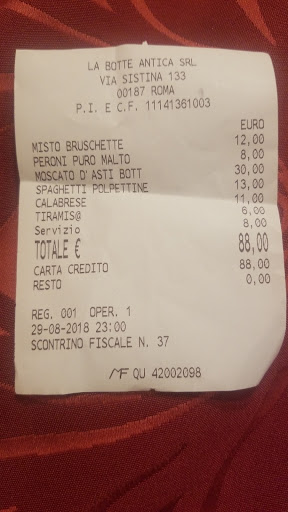 LA BOTTE ANTICA SRL
VIA SISTINA 133
00187 ROMA
P.I. E C.F. 11141361003
EURO
MISTO BRUSCHETTE 12,00
PERONI PURO MALTO 8,00
MOSCATO D'ASTI BOTT 30,00
SPAGHETTI POLPETTINE 13,00
CALABRESE 11,00
TIRAMIS@ 6,00
Servizio 8,00
TOTALE € 88,00
CARTA CREDITO 88,00
RESTO 0,00
REG. 001 OPER. 1
29-08-2018 23:00
SCONTRINO FISCALE N. 37
MF QU 42002098